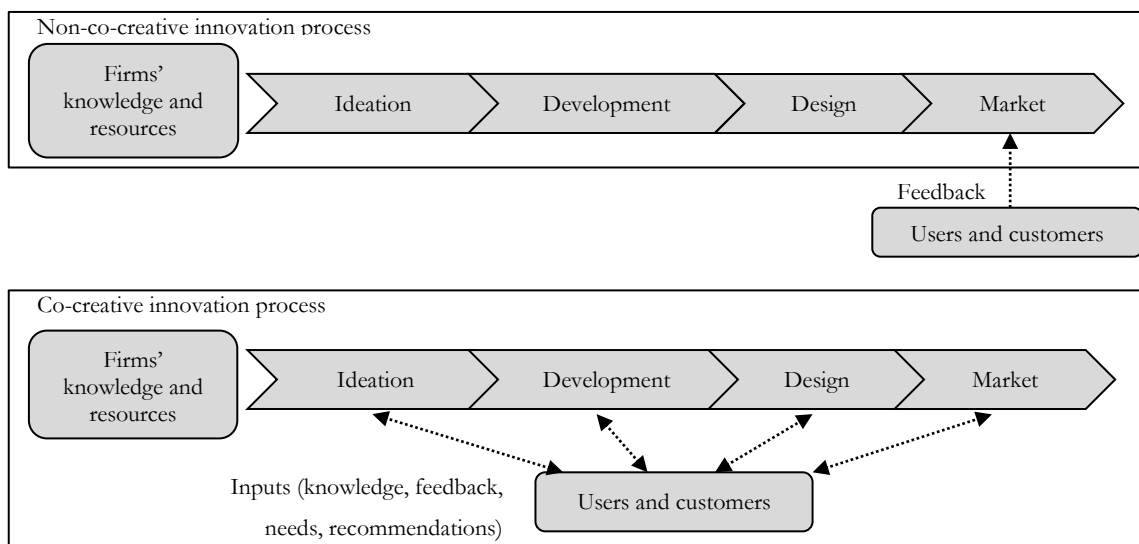 Non-co-creative innovation process
Firms’
knowledge and
resources
Ideation
Development
Design
Market
Feedback
Users and customers
Co-creative innovation process
Firms’
knowledge and
resources
Ideation
Development
Design
Market
Inputs (knowledge, feedback,
needs, recommendations)
Users and customers